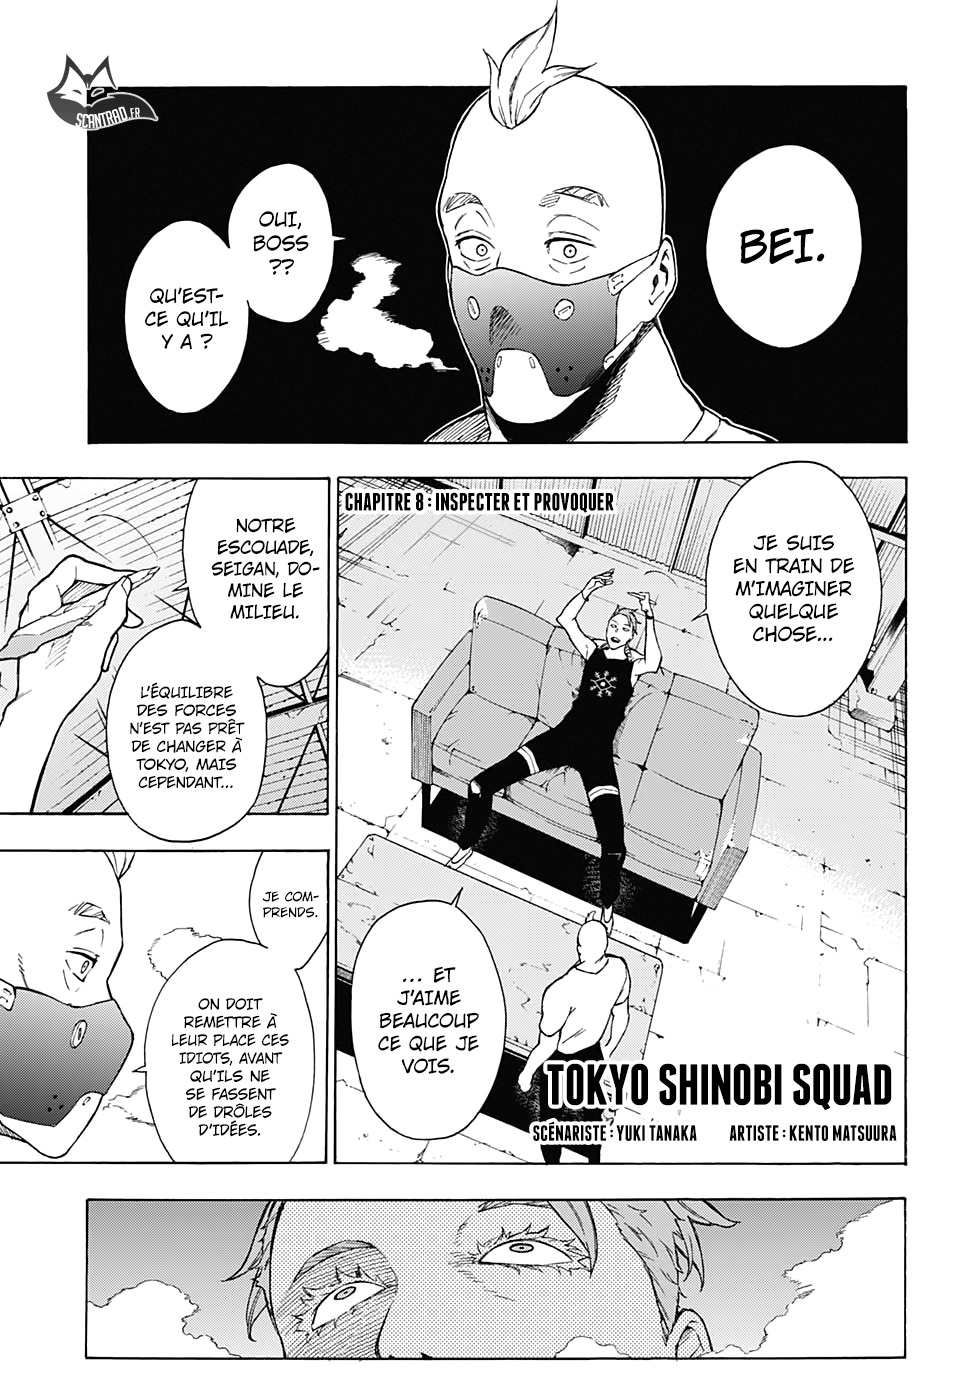 SCANTRAD.FR
BEI.
OUI,
BOSS
??
QU'EST-
CE QU'IL
Y A ?
CHAPITRE 8 : INSPECTER ET PROVOQUER
JE SUIS
EN TRAIN DE
M'IMAGINER
QUELQUE
CHOSE...
... ET
J'AIME
BEAUCOUP
CE QUE JE
VOIS.
TOKYO SHINOBI SQUAD
SCÉNARISTE : YUKI TANAKA
ARTISTE : KENTO MATSUURA
NOTRE
ESCOUADE,
SEIGAN, DO-
MINE LE
MILIEU.
L'ÉQUILIBRE
DES FORCES
N'EST PAS PRÊT
DE CHANGER À
TOKYO, MAIS
CEPENDANT...
JE COM-
PRENDS.
ON DOIT
REMETTRE À
LEUR PLACE CES
IDIOTS, AVANT
QU'ILS NE
SE FASSENT
DE DRÔLES
D'IDÉES.